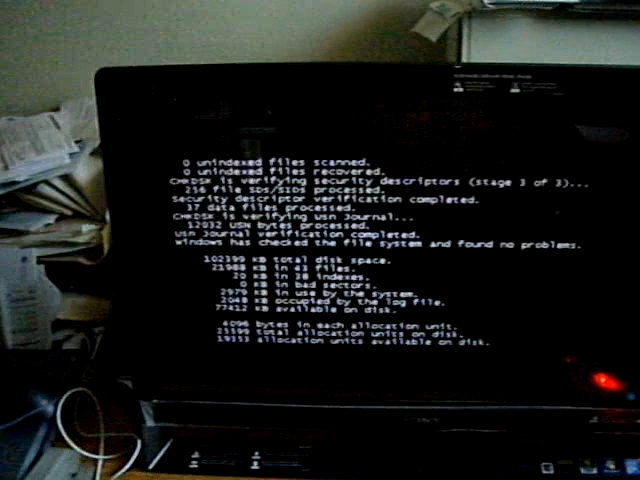 0 unindexed files scanned.
0 unindexed files recovered.
CHKDSK is verifying security descriptors (stage 3 of 3)...
256 file SDs/SIDs processed.
Security descriptor verification completed.
37 data files processed.
CHKDSK is verifying Usn Journal...
12032 USN bytes processed.
Usn Journal verification completed.
Windows has checked the file system and found no problems.
102399 KB total disk space.
21988 KB in 43 files.
20 KB in 38 indexes.
0 KB in bad sectors.
2979 KB in use by the system.
2048 KB occupied by the log file.
77412 KB available on disk.
4096 bytes in each allocation unit.
25599 total allocation units on disk.
19353 allocation units available on disk.